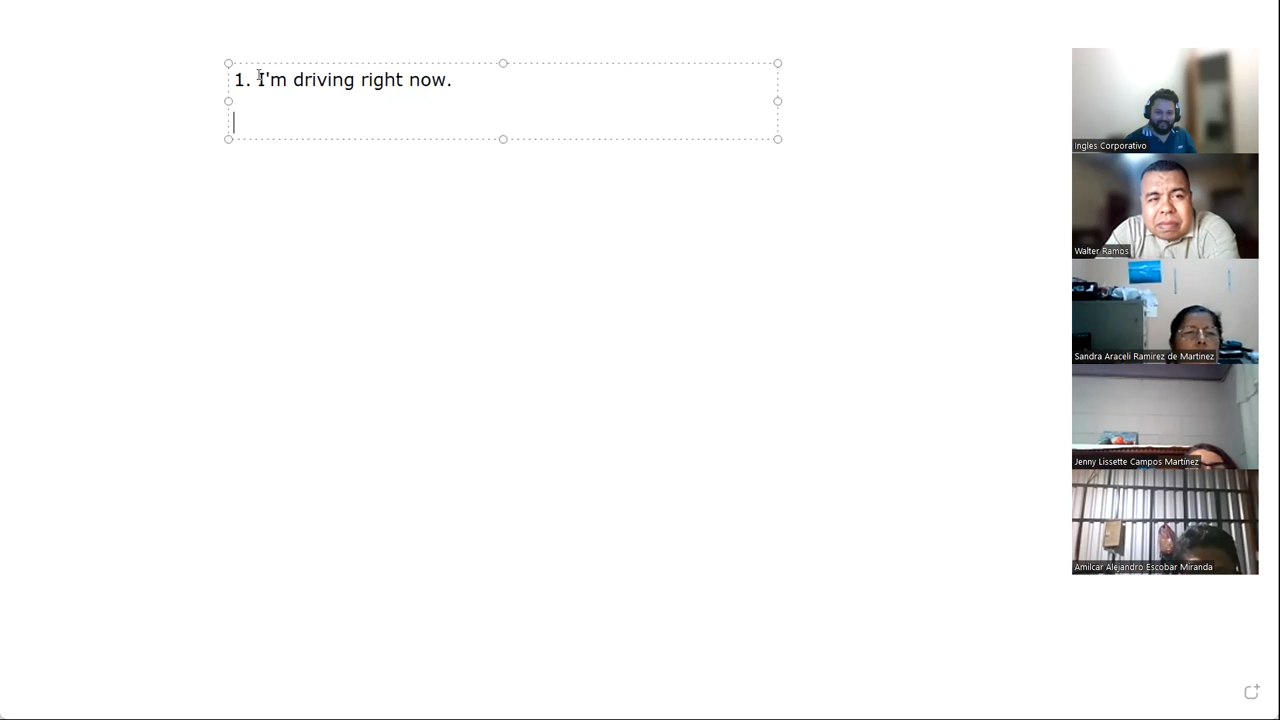 1. I'm driving right now.
Ingles Corporativo
Walter Ramos
Sandra Araceli Ramirez de Martinez
Jenny Lissette Campos Martinez
Amilcar Alejandro Escobar Miranda